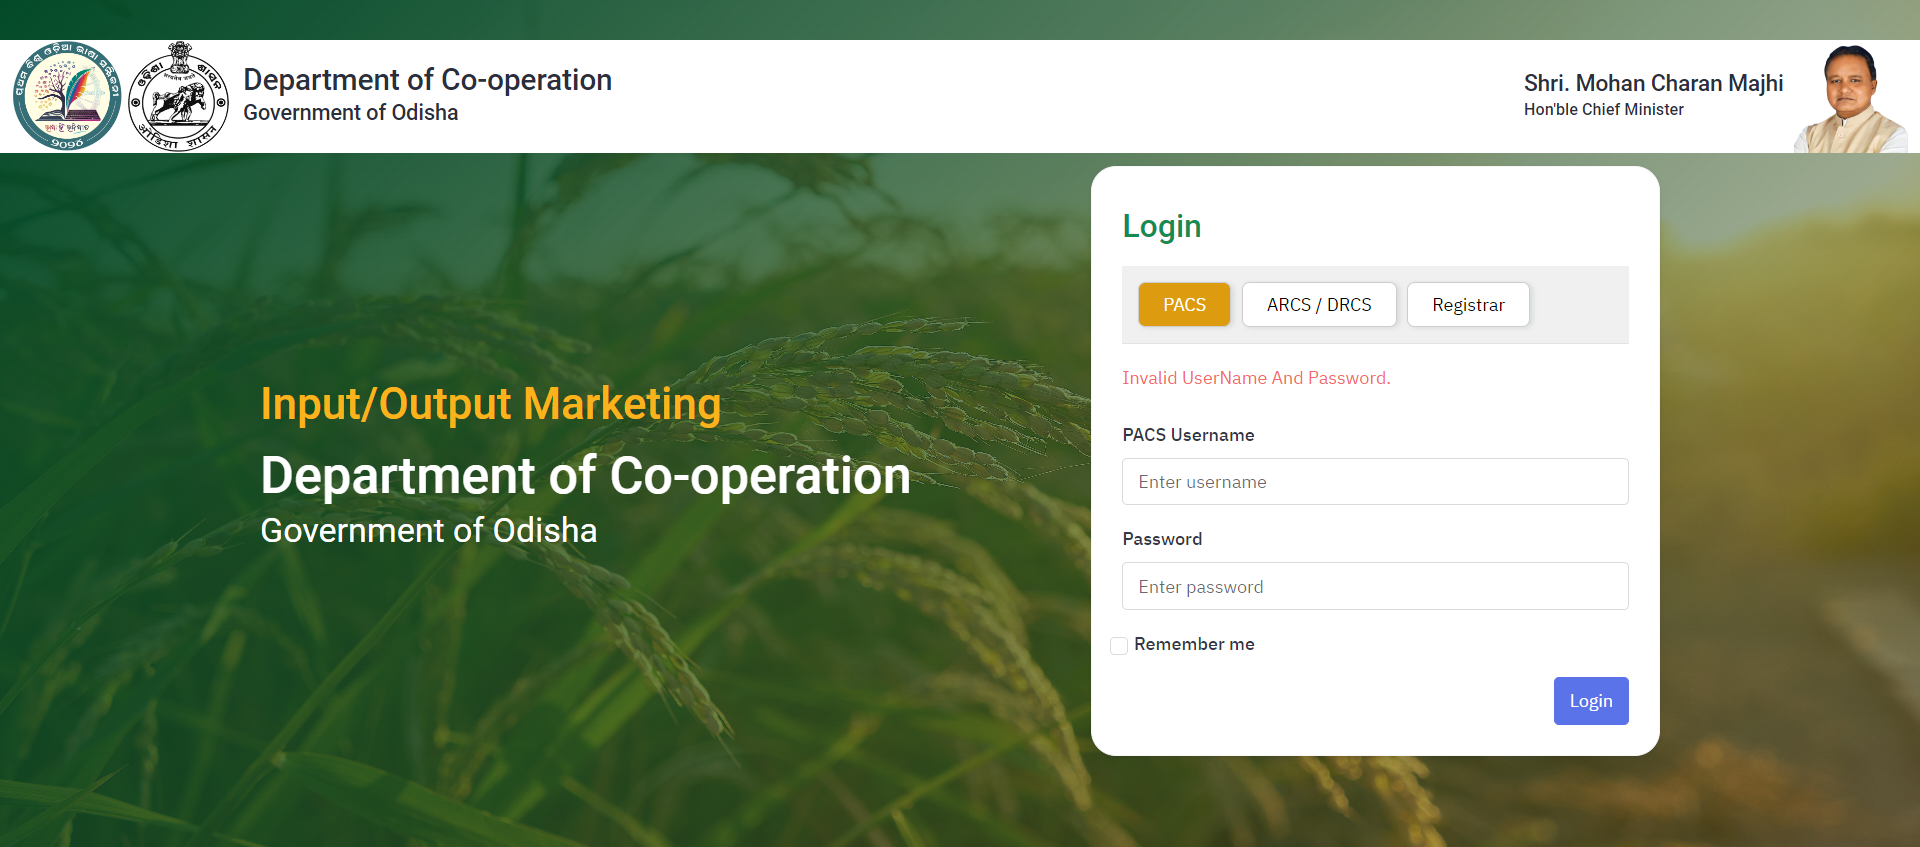 Department of Co-operation
Government of Odisha
Shri. Mohan Charan Majhi
Hon'ble Chief Minister
Input/Output Marketing
Department of Co-operation
Government of Odisha
Login
PACS
ARCS / DRCS
Registrar
Invalid UserName And Password.
PACS Username
Enter username
Password
Enter password
Remember me
Login